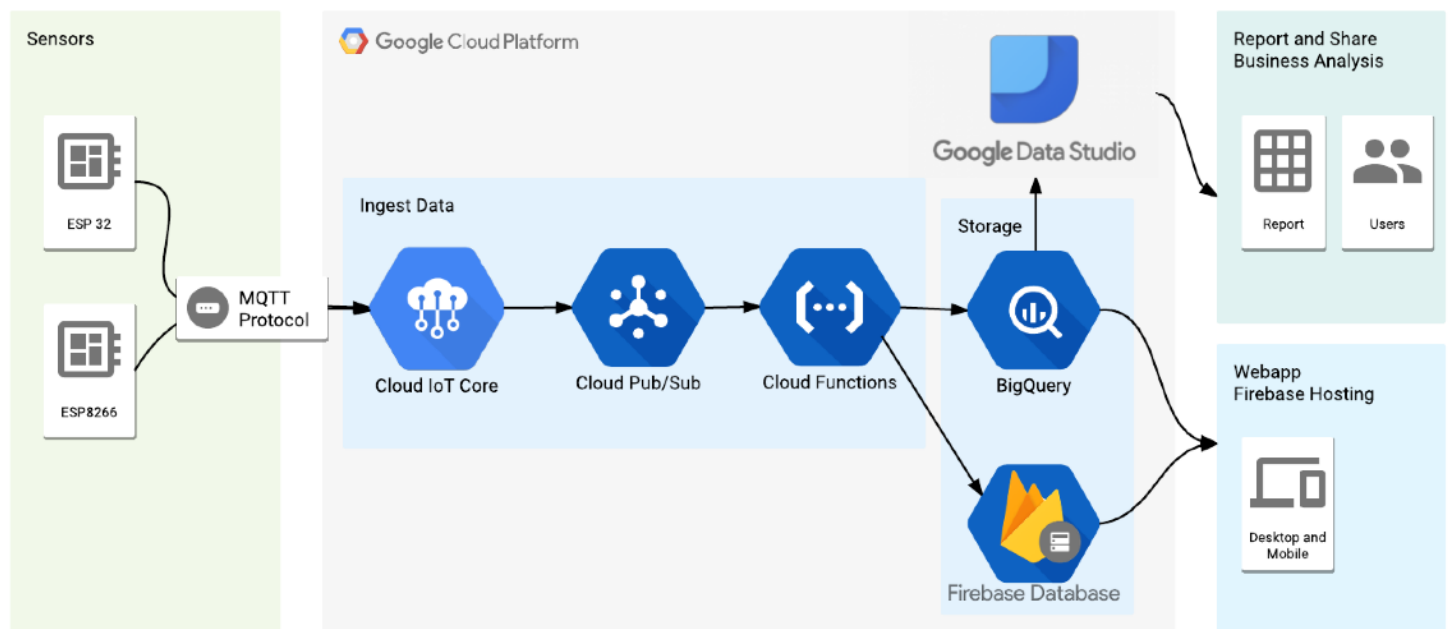 Sensors
ESP 32
ESP8266
MQTT
Protocol
Google Cloud Platform
Ingest Data
Cloud IoT Core
Cloud Pub/Sub
Cloud Functions
Google Data Studio
Storage
BigQuery
Firebase Database
Report and Share
Business Analysis
Report
Users
Webapp
Firebase Hosting
Desktop and
Mobile